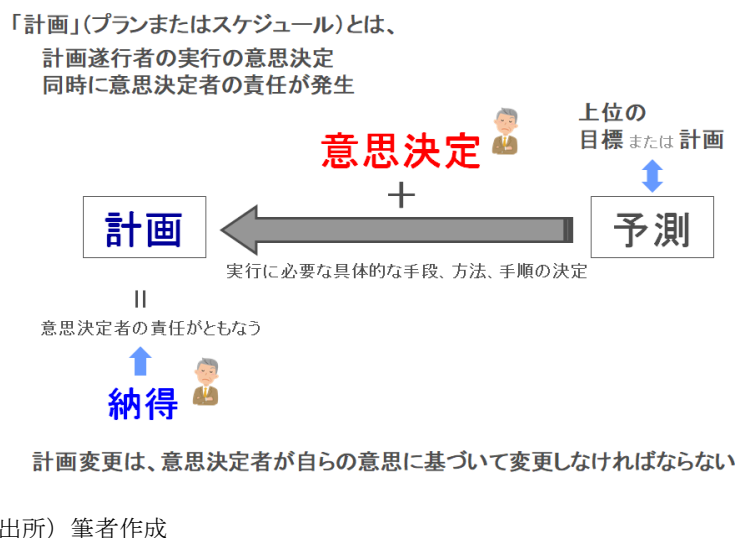 「計画」(プランまたはスケジュール)とは、
計画遂行者の実行の意思決定
同時に意思決定者の責任が発生
上位の
目標 または 計画
意思決定
＋
計画
予測
実行に必要な具体的な手段、方法、手順の決定
＝
意思決定者の責任がともなう
納得
計画変更は、意思決定者が自らの意思に基づいて変更しなければならない
出所）筆者作成